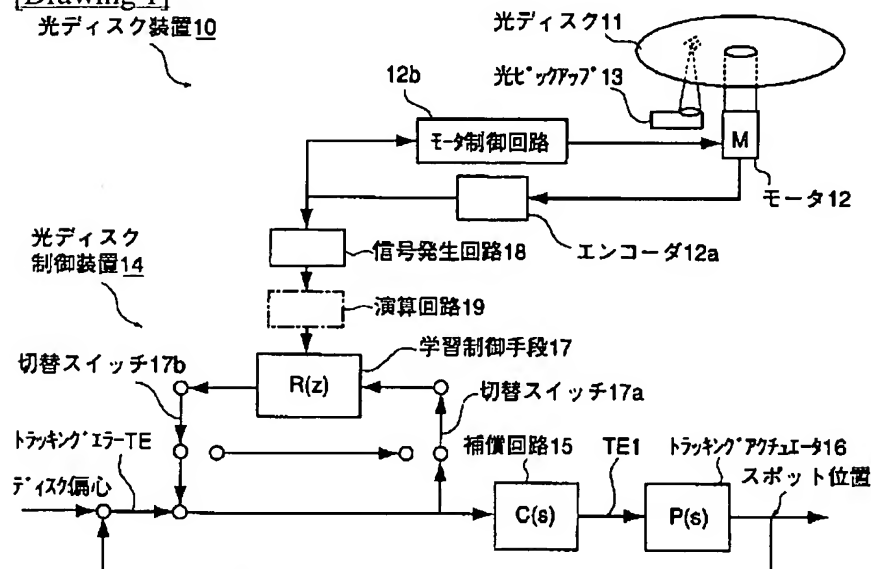 [Drawing 1]
光ディスク装置10
光ディスク11
光ピックアップ13
12b
モータ制御回路
M
モータ12
エンコーダ12a
光ディスク
制御装置14
信号発生回路18
演算回路19
学習制御手段17
R(z)
切替スイッチ17b
切替スイッチ17a
トラッキングエラーTE
補償回路15
TE1
トラッキングアクチュエータ16
スポット位置
ディスク偏心
C(s)
P(s)